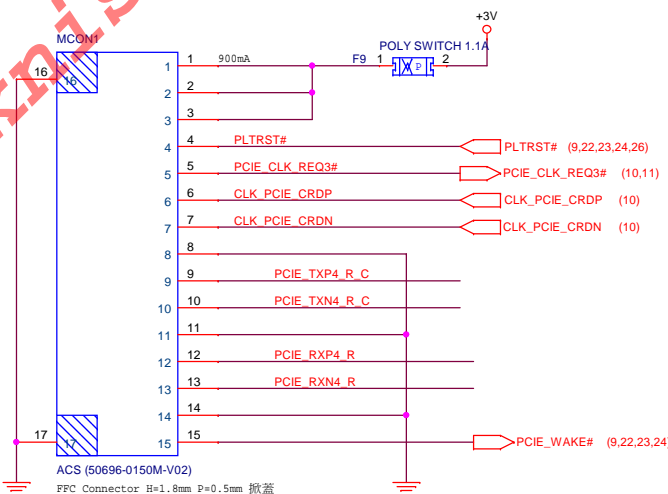 +3V
MCON1
POLY SWITCH 1.1A
F9 1 P 2
1 1 900mA
16 16
2 2
3 3
4 4 PLTRST# PLTRST# (9,22,23,24,26)
5 5 PCIE_CLK_REQ3# PCIE_CLK_REQ3# (10,11)
6 6 CLK_PCIE_CRDP CLK_PCIE_CRDP (10)
7 7 CLK_PCIE_CRDN CLK_PCIE_CRDN (10)
8 8
9 9 PCIE_TXP4_R_C
10 10 PCIE_TXN4_R_C
11 11
12 12 PCIE_RXP4_R
13 13 PCIE_RXN4_R
14 14
17 17
15 15 PCIE_WAKE# (9,22,23,24
ACS (50696-0150M-V02)
FFC Connector H=1.8mm P=0.5mm 掀蓋